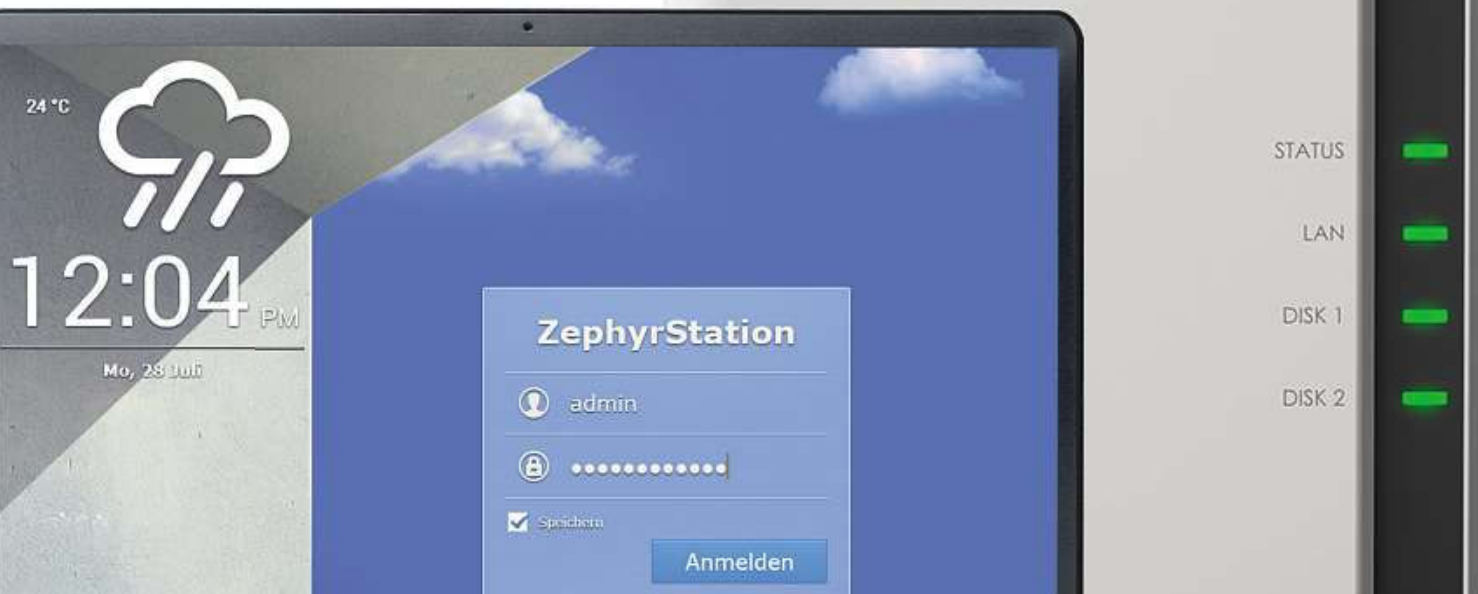 24 °C
12:04 PM
Mo, 28 Juli
ZephyrStation
admin
Speichern
Anmelden
STATUS
LAN
DISK 1
DISK 2